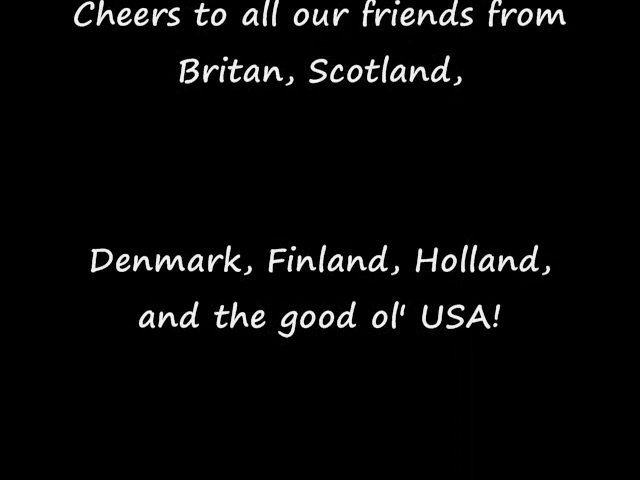 Cheers to all our friends from
Britan, Scotland,
Denmark, Finland, Holland,
and the good ol' USA!